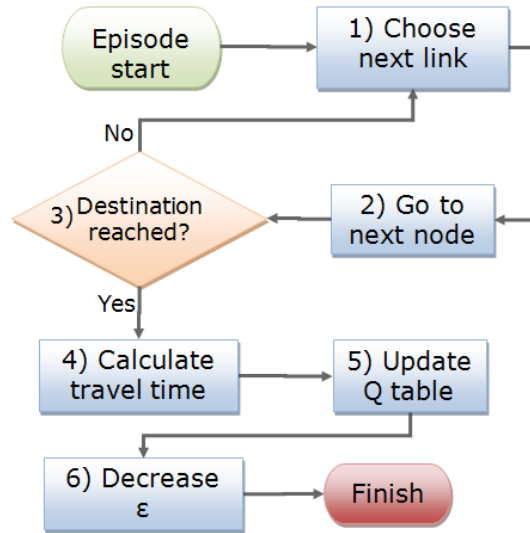 Episode
start
1) Choose
next link
No
3) Destination
reached?
2) Go to
next node
Yes
4) Calculate
travel time
5) Update
Q table
6) Decrease
ε
Finish